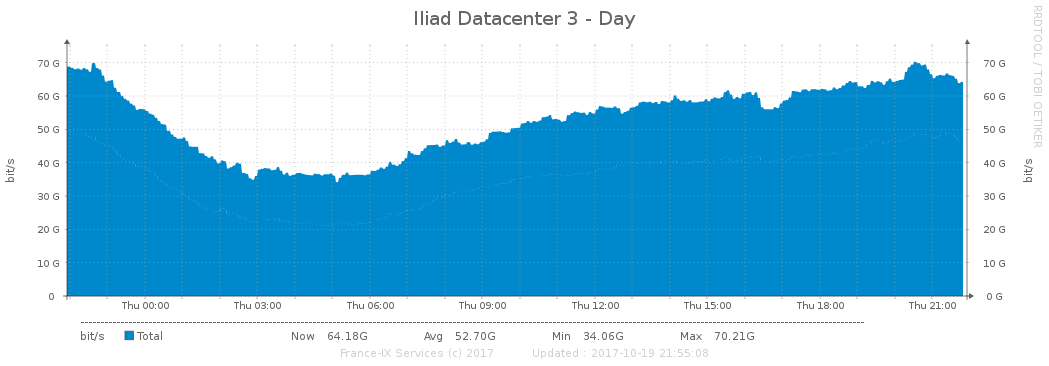 Iliad Datacenter 3 - Day
RRDTOOL / TOBI OETIKER
70 G
70 G
60 G
60 G
50 G
50 G
40 G
40 G
30 G
30 G
20 G
20 G
10 G
10 G
0
0 G
bit/s
bit/s
Thu 00:00 Thu 03:00 Thu 06:00 Thu 09:00 Thu 12:00 Thu 15:00 Thu 18:00 Thu 21:00
bit/s Total Now 64.18G Avg 52.70G Min 34.06G Max 70.21G
France-IX Services (c) 2017 Updated : 2017-10-19 21:55:08